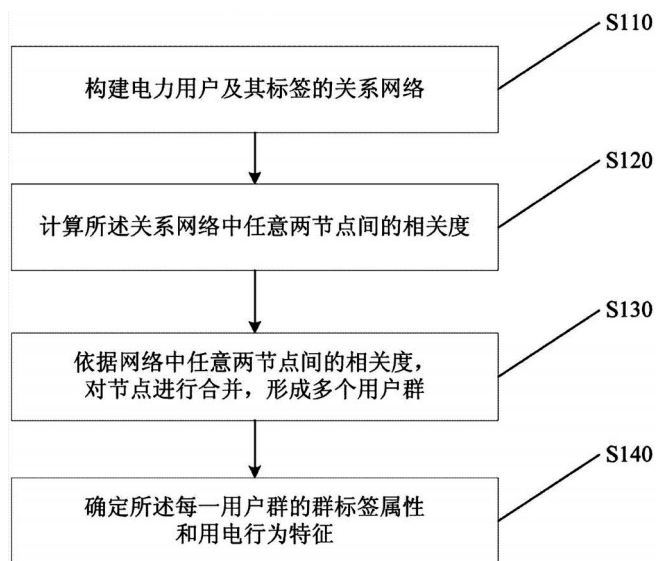 S110
构建电力用户及其标签的关系网络
S120
计算所述关系网络中任意两节点间的相关度
S130
依据网络中任意两节点间的相关度，
对节点进行合并，形成多个用户群
S140
确定所述每一用户群的群标签属性
和用电行为特征